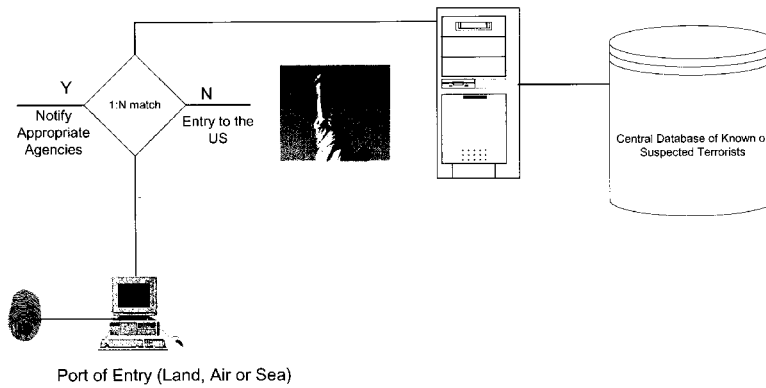 Y
1:N match
N
Notify
Appropriate
Agencies
Entry to the
US
Central Database of Known o
Suspected Terrorists
Port of Entry (Land, Air or Sea)